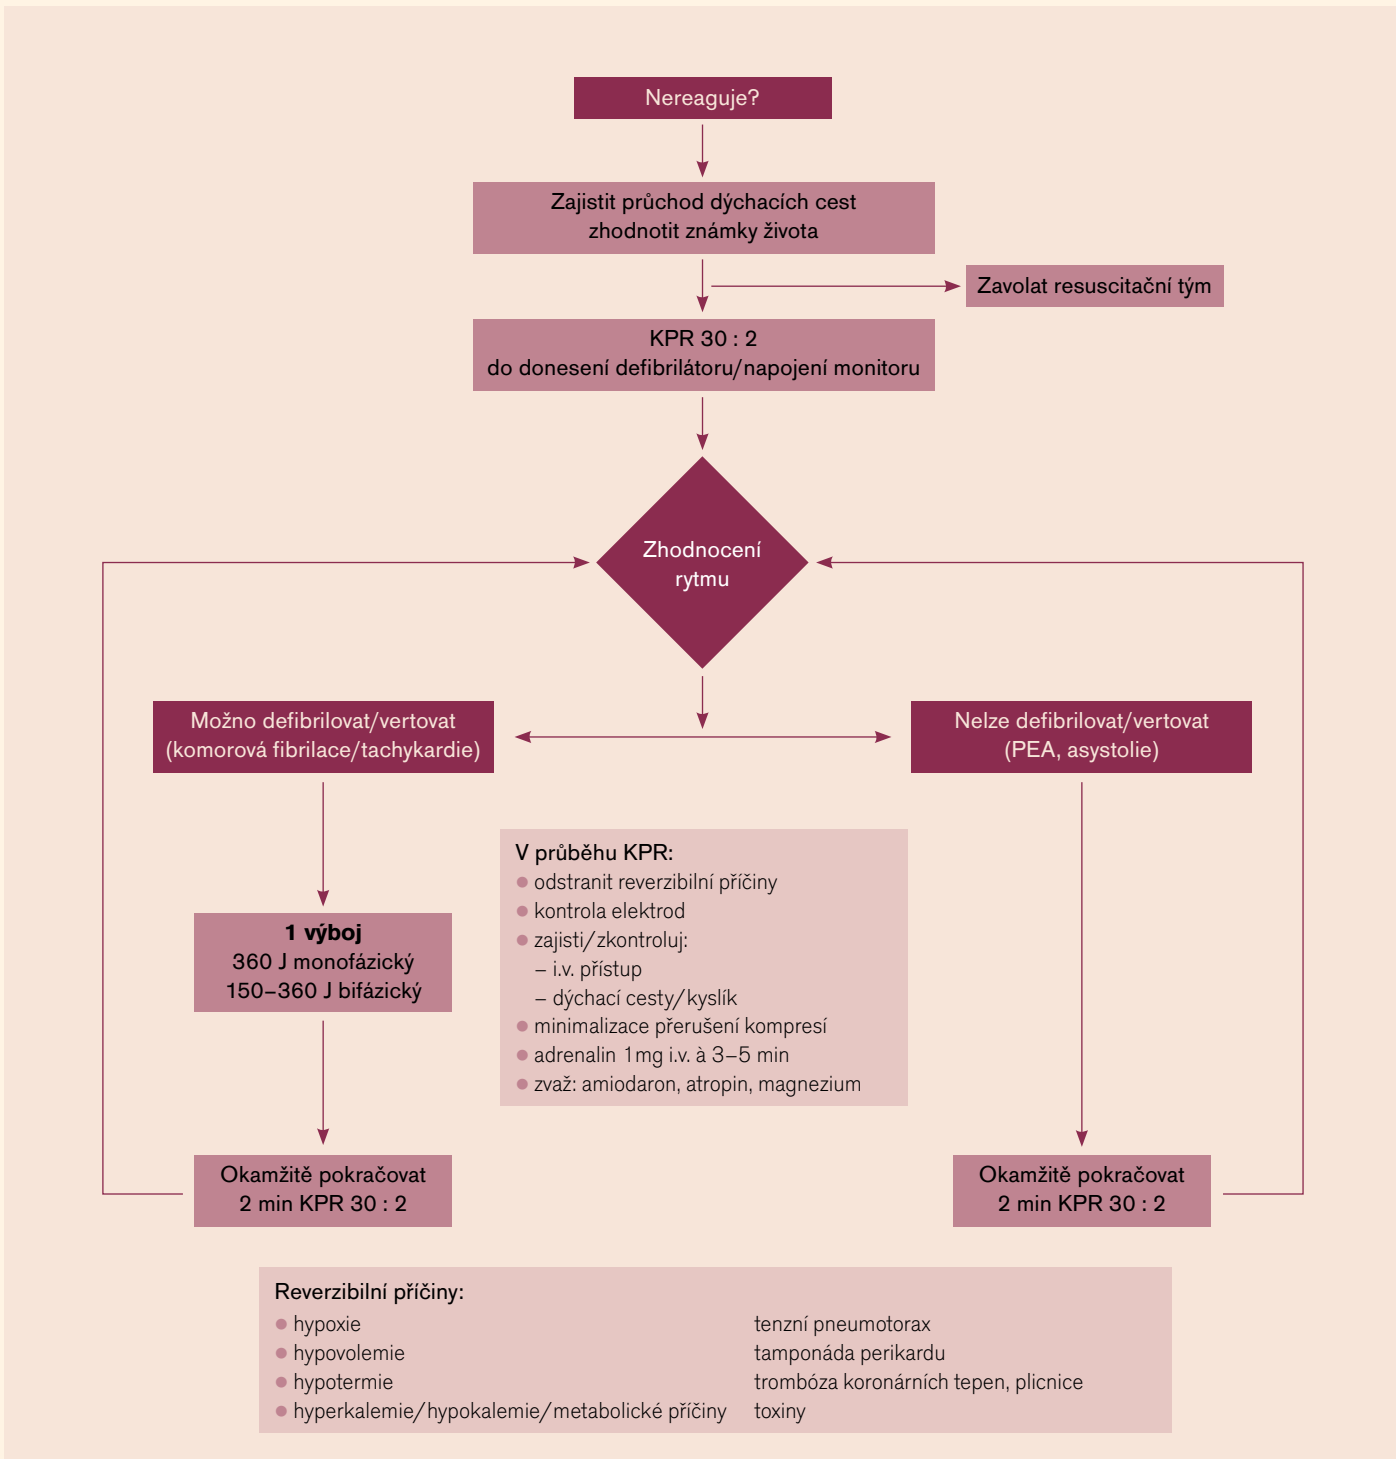 Nereaguje?
Zajistit průchod dýchacích cest
zhodnotit známky života
Zavolat resuscitační tým
KPR 30 : 2
do donesení defibrilátoru/napojení monitoru
Zhodnocení
rytmu
Možno defibrilovat/vertovat
(komorová fibrilace/tachykardie)
Nelze defibrilovat/vertovat
(PEA, asystolie)
V průběhu KPR:
● odstranit reverzibilní příčiny
● kontrola elektrod
● zajisti/zkontroluj:
– i.v. přístup
– dýchací cesty/kyslík
● minimalizace přerušení kompresí
● adrenalin 1mg i.v. à 3–5 min
● zvaž: amiodaron, atropin, magnezium
1 výboj
360 J monofázický
150–360 J bifázický
Okamžitě pokračovat
2 min KPR 30 : 2
Okamžitě pokračovat
2 min KPR 30 : 2
Reverzibilní příčiny:
● hypoxie
● hypovolemie
● hypotermie
● hyperkalemie/hypokalemie/metabolické příčiny
tenzní pneumotorax
tamponáda perikardu
trombóza koronárních tepen, plicnice
toxiny